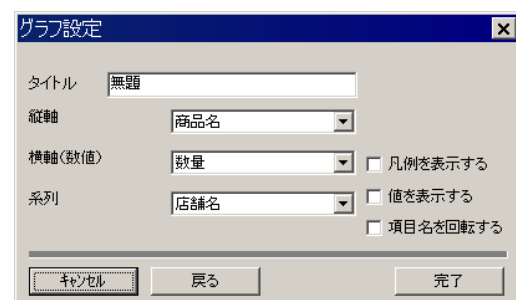 グラフ設定
タイトル 無題
縦軸 商品名
横軸(数値) 数量 凡例を表示する
系列 店舗名 値を表示する
項目名を回転する
ｷｬﾝｾﾙ 戻る 完了